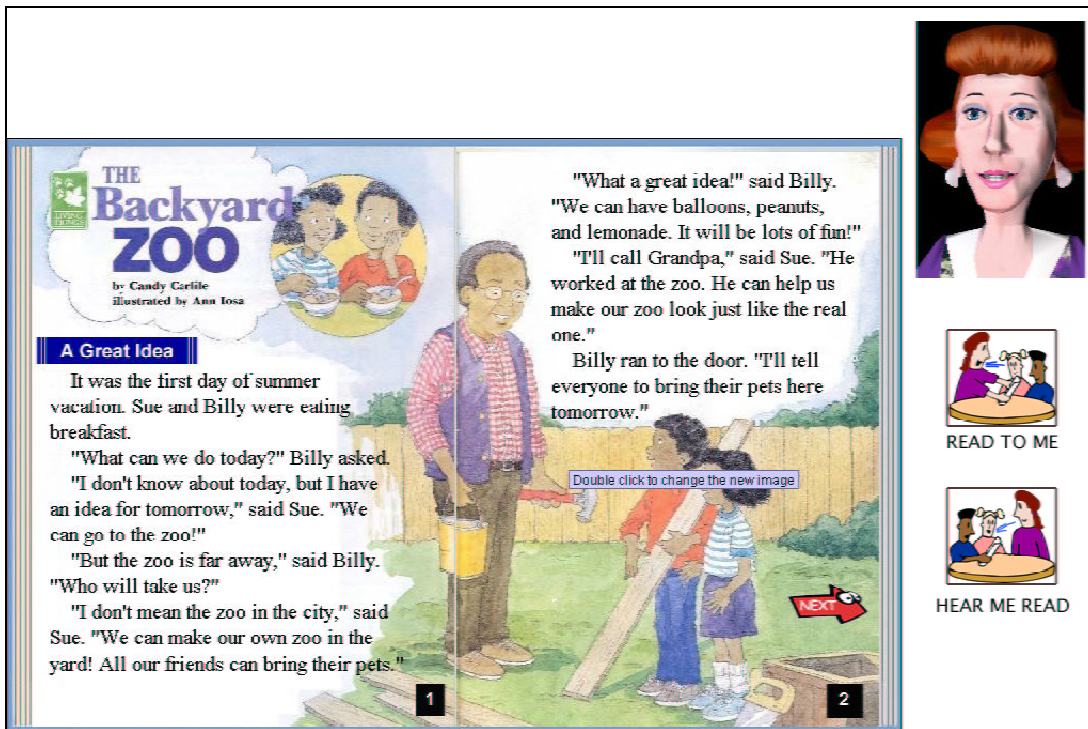 THE
Backyard
ZOO
LIVING
THINGS
by Candy Carlile
illustrated by Ann Iosa
A Great Idea
It was the first day of summer
vacation. Sue and Billy were eating
breakfast.
"What can we do today?" Billy asked.
"I don't know about today, but I have
an idea for tomorrow," said Sue. "We
can go to the zoo!"
"But the zoo is far away," said Billy.
"Who will take us?"
"I don't mean the zoo in the city," said
Sue. "We can make our own zoo in the
yard! All our friends can bring their pets."
1
"What a great idea!" said Billy.
"We can have balloons, peanuts,
and lemonade. It will be lots of fun!"
"I'll call Grandpa," said Sue. "He
worked at the zoo. He can help us
make our zoo look just like the real
one."
Billy ran to the door. "I'll tell
everyone to bring their pets here
tomorrow."
Double click to change the new image
NEXT
2
READ TO ME
HEAR ME READ